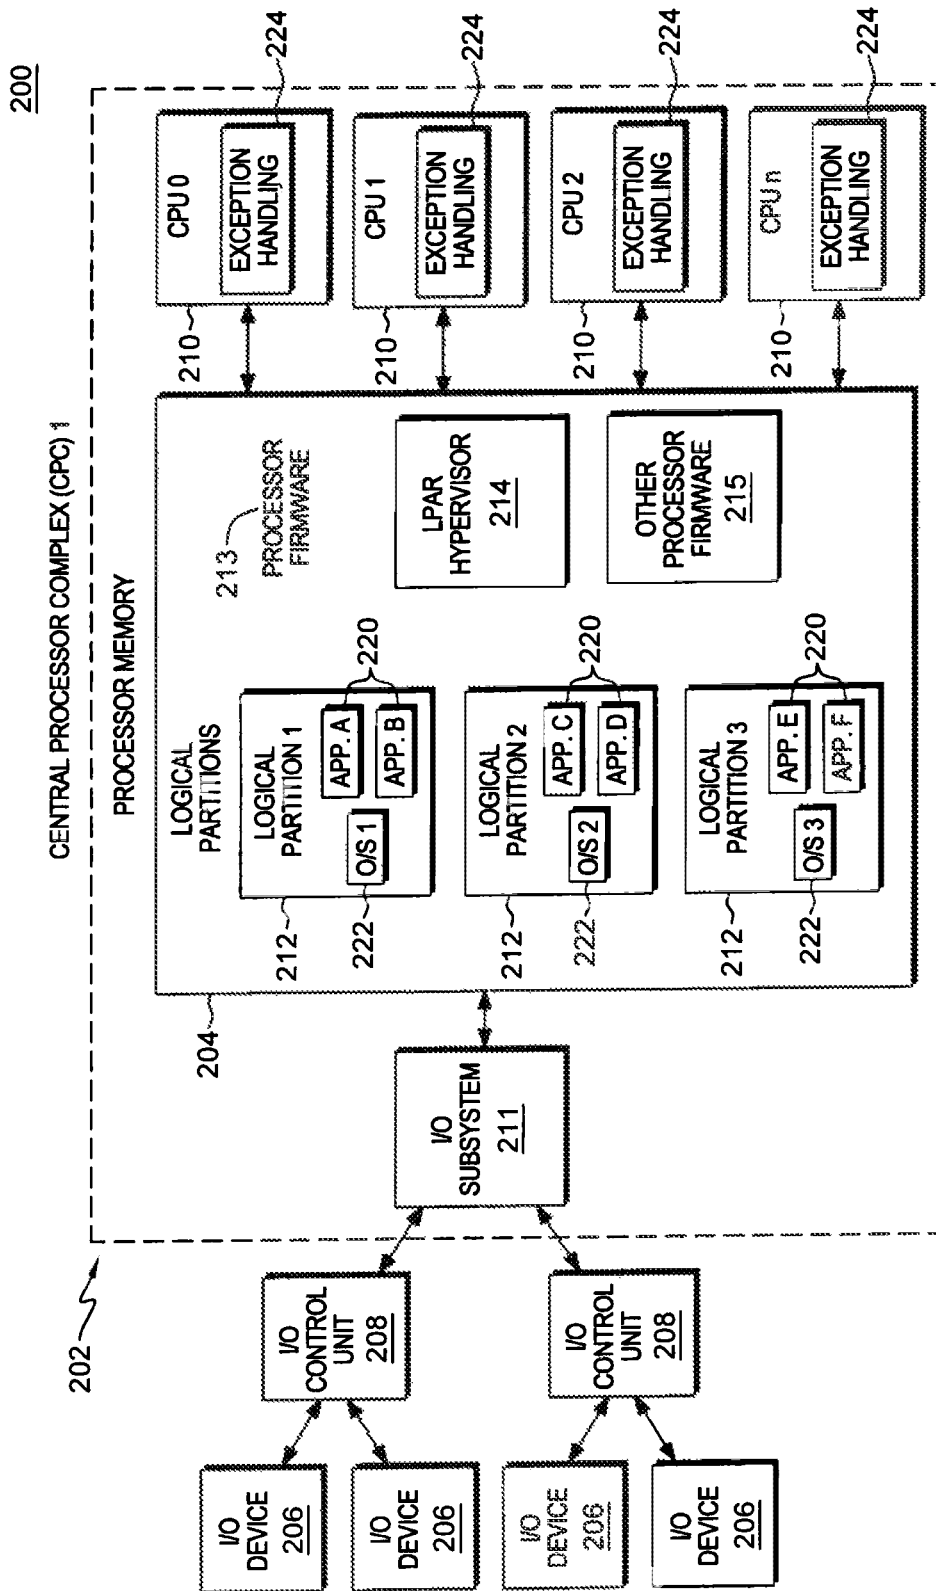 200
CENTRAL PROCESSOR COMPLEX (CPC) 1
202
PROCESSOR MEMORY
204
LOGICAL
PARTITIONS
212
LOGICAL
PARTITION 1
222
O/S 1
APP. A
APP. B
220
212
LOGICAL
PARTITION 2
222
O/S 2
APP. C
APP. D
220
212
LOGICAL
PARTITION 3
222
O/S 3
APP. E
APP. F
220
213
PROCESSOR
FIRMWARE
LPAR
HYPERVISOR
214
OTHER
PROCESSOR
FIRMWARE
215
210
CPU 0
EXCEPTION
HANDLING
224
210
CPU 1
EXCEPTION
HANDLING
224
210
CPU 2
EXCEPTION
HANDLING
224
210
CPU n
EXCEPTION
HANDLING
224
I/O
SUBSYSTEM
211
I/O
CONTROL
UNIT
208
I/O
CONTROL
UNIT
208
I/O
DEVICE
206
I/O
DEVICE
206
I/O
DEVICE
206
I/O
DEVICE
206